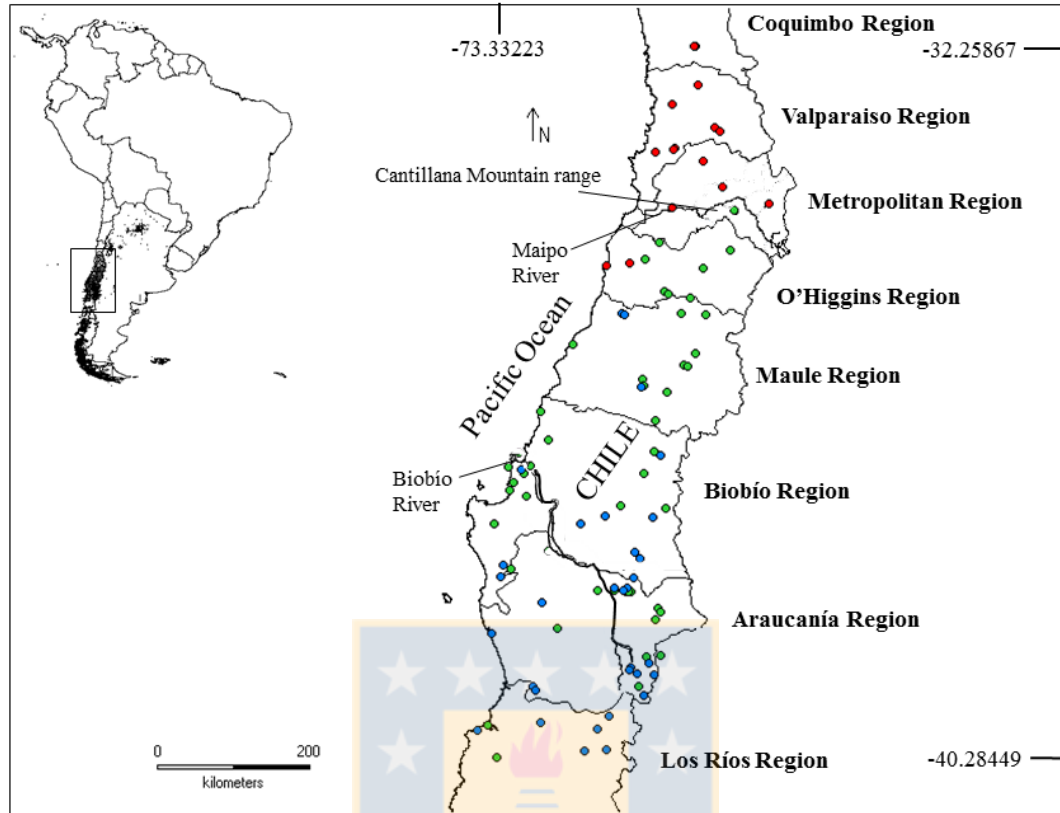 Coquimbo Region
-73.33223
-32.25867
Valparaiso Region
N
Cantillana Mountain range
Metropolitan Region
Maipo
River
O'Higgins Region
Pacific Ocean
Maule Region
CHILE
Biobío
River
Biobío Region
Araucanía Region
0
200
kilometers
Los Ríos Region
-40.28449